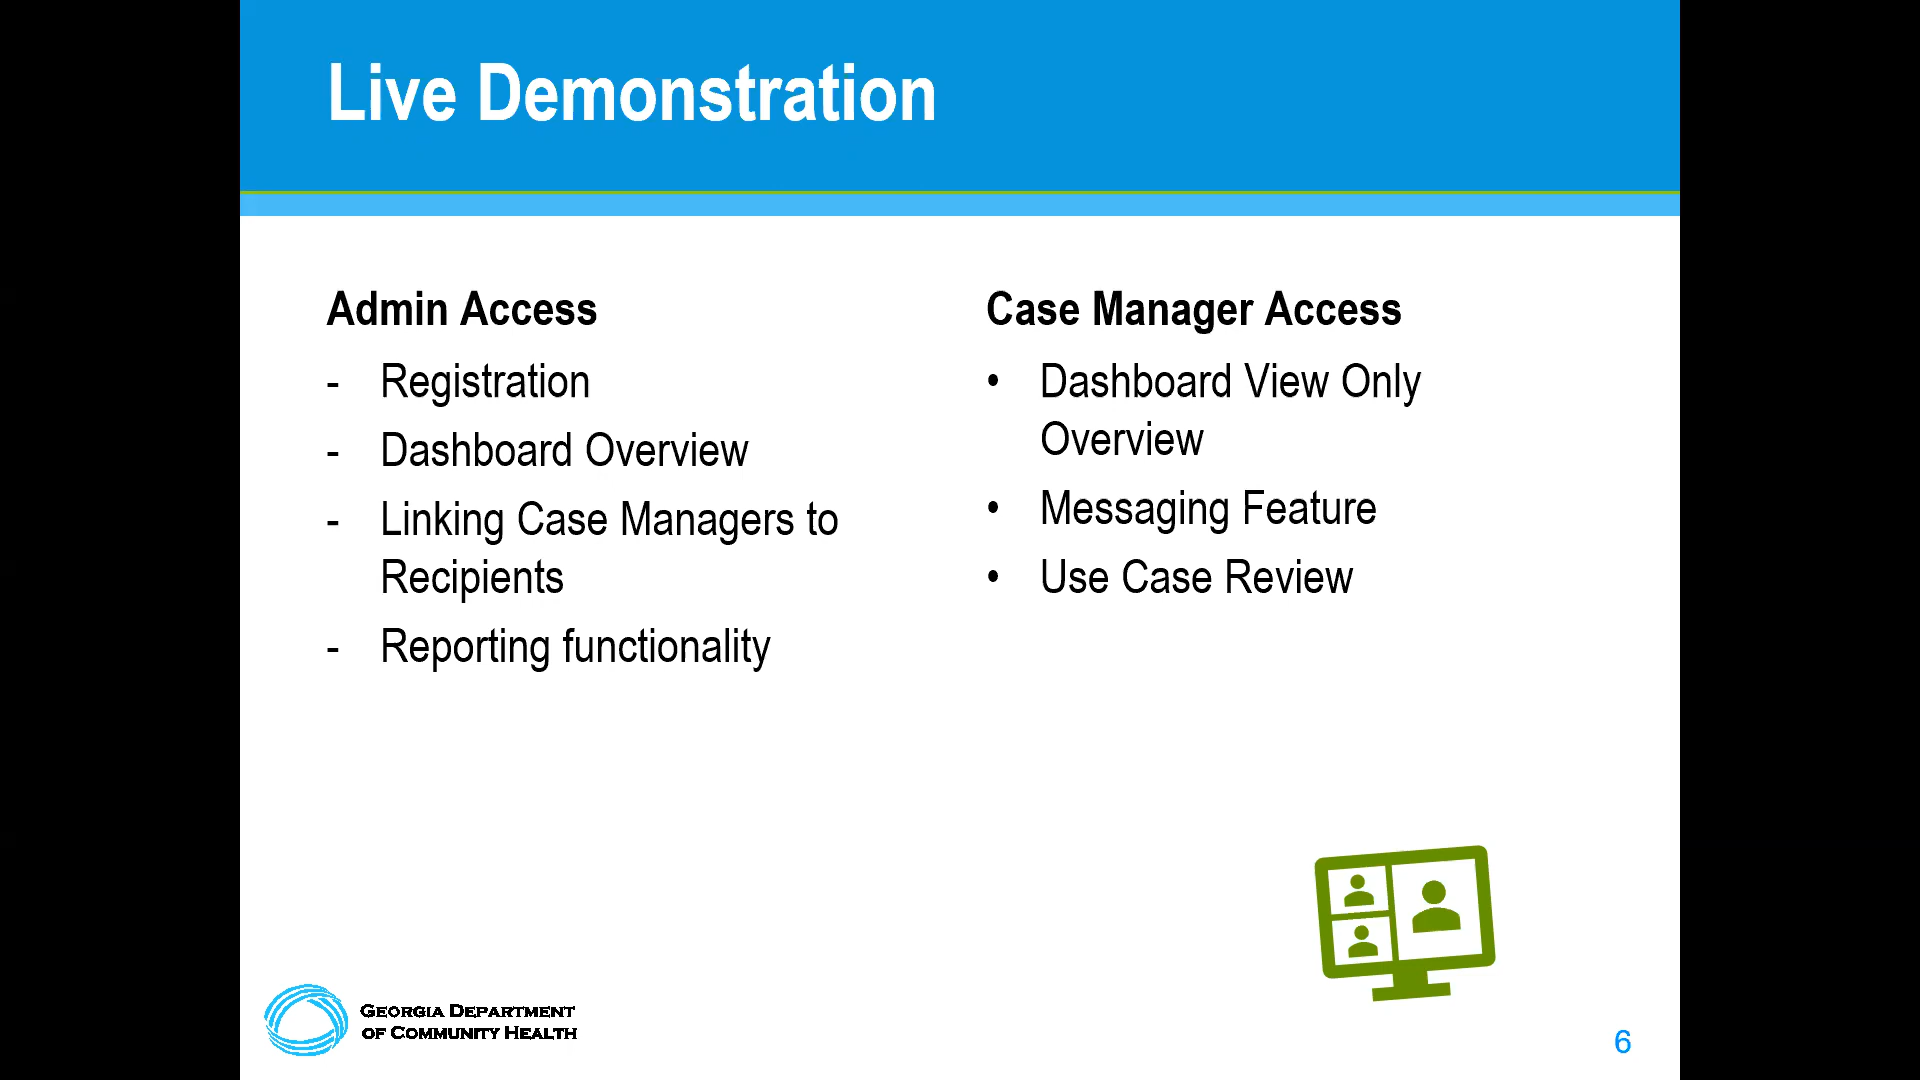 Live Demonstration
Admin Access
- Registration
- Dashboard Overview
- Linking Case Managers to
Recipients
- Reporting functionality
Case Manager Access
• Dashboard View Only
Overview
• Messaging Feature
• Use Case Review
GEORGIA DEPARTMENT
OF COMMUNITY HEALTH
6